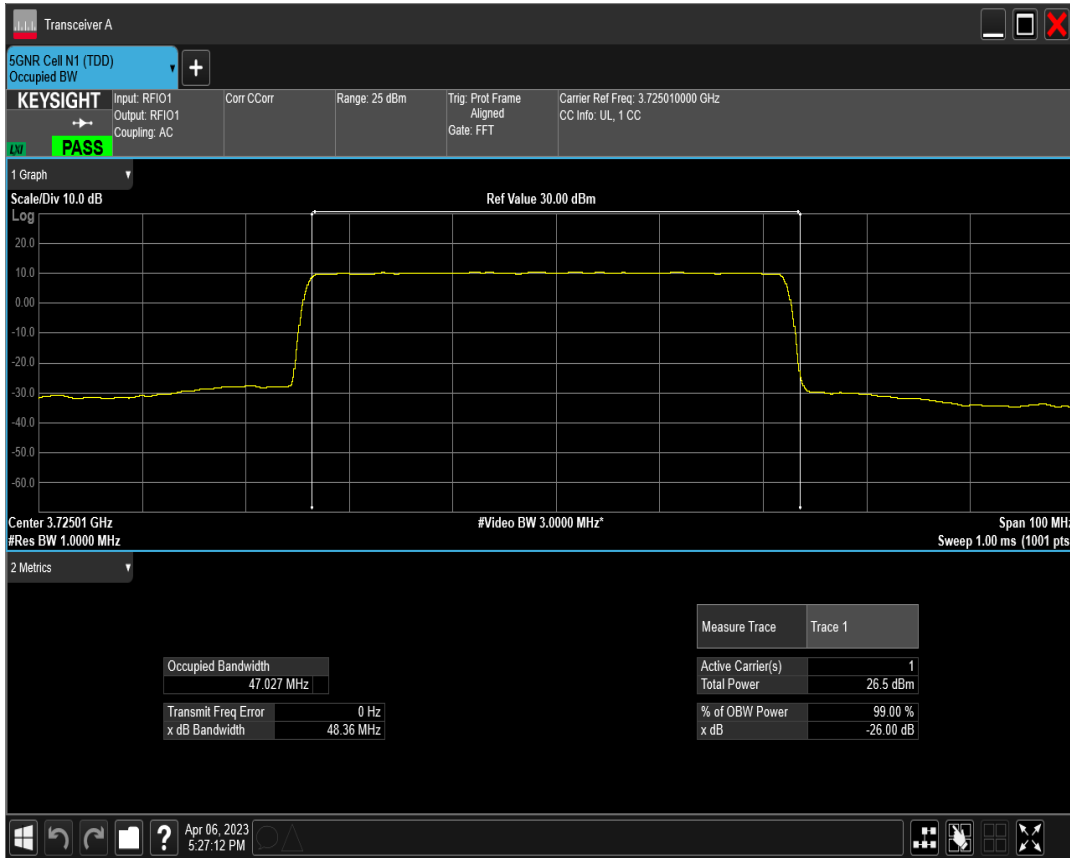 Transceiver A
5GNR Cell N1 (TDD)
Occupied BW
+
KEYSIGHT
LXI
PASS
Input: RFIO1
Output: RFIO1
Coupling: AC
Corr CCorr
Range: 25 dBm
Trig: Prot Frame
Aligned
Gate: FFT
Carrier Ref Freq: 3.725010000 GHz
CC Info: UL, 1 CC
1 Graph
Scale/Div 10.0 dB
Ref Value 30.00 dBm
Log
20.0
10.0
0.00
-10.0
-20.0
-30.0
-40.0
-50.0
-60.0
Center 3.72501 GHz
#Video BW 3.0000 MHz*
Span 100 MHz
#Res BW 1.0000 MHz
Sweep 1.00 ms (1001 pts
2 Metrics
Measure Trace Trace 1
Occupied Bandwidth
47.027 MHz
Active Carrier(s) 1
Total Power 26.5 dBm
Transmit Freq Error 0 Hz
x dB Bandwidth 48.36 MHz
% of OBW Power 99.00 %
x dB -26.00 dB
?
Apr 06, 2023
5:27:12 PM